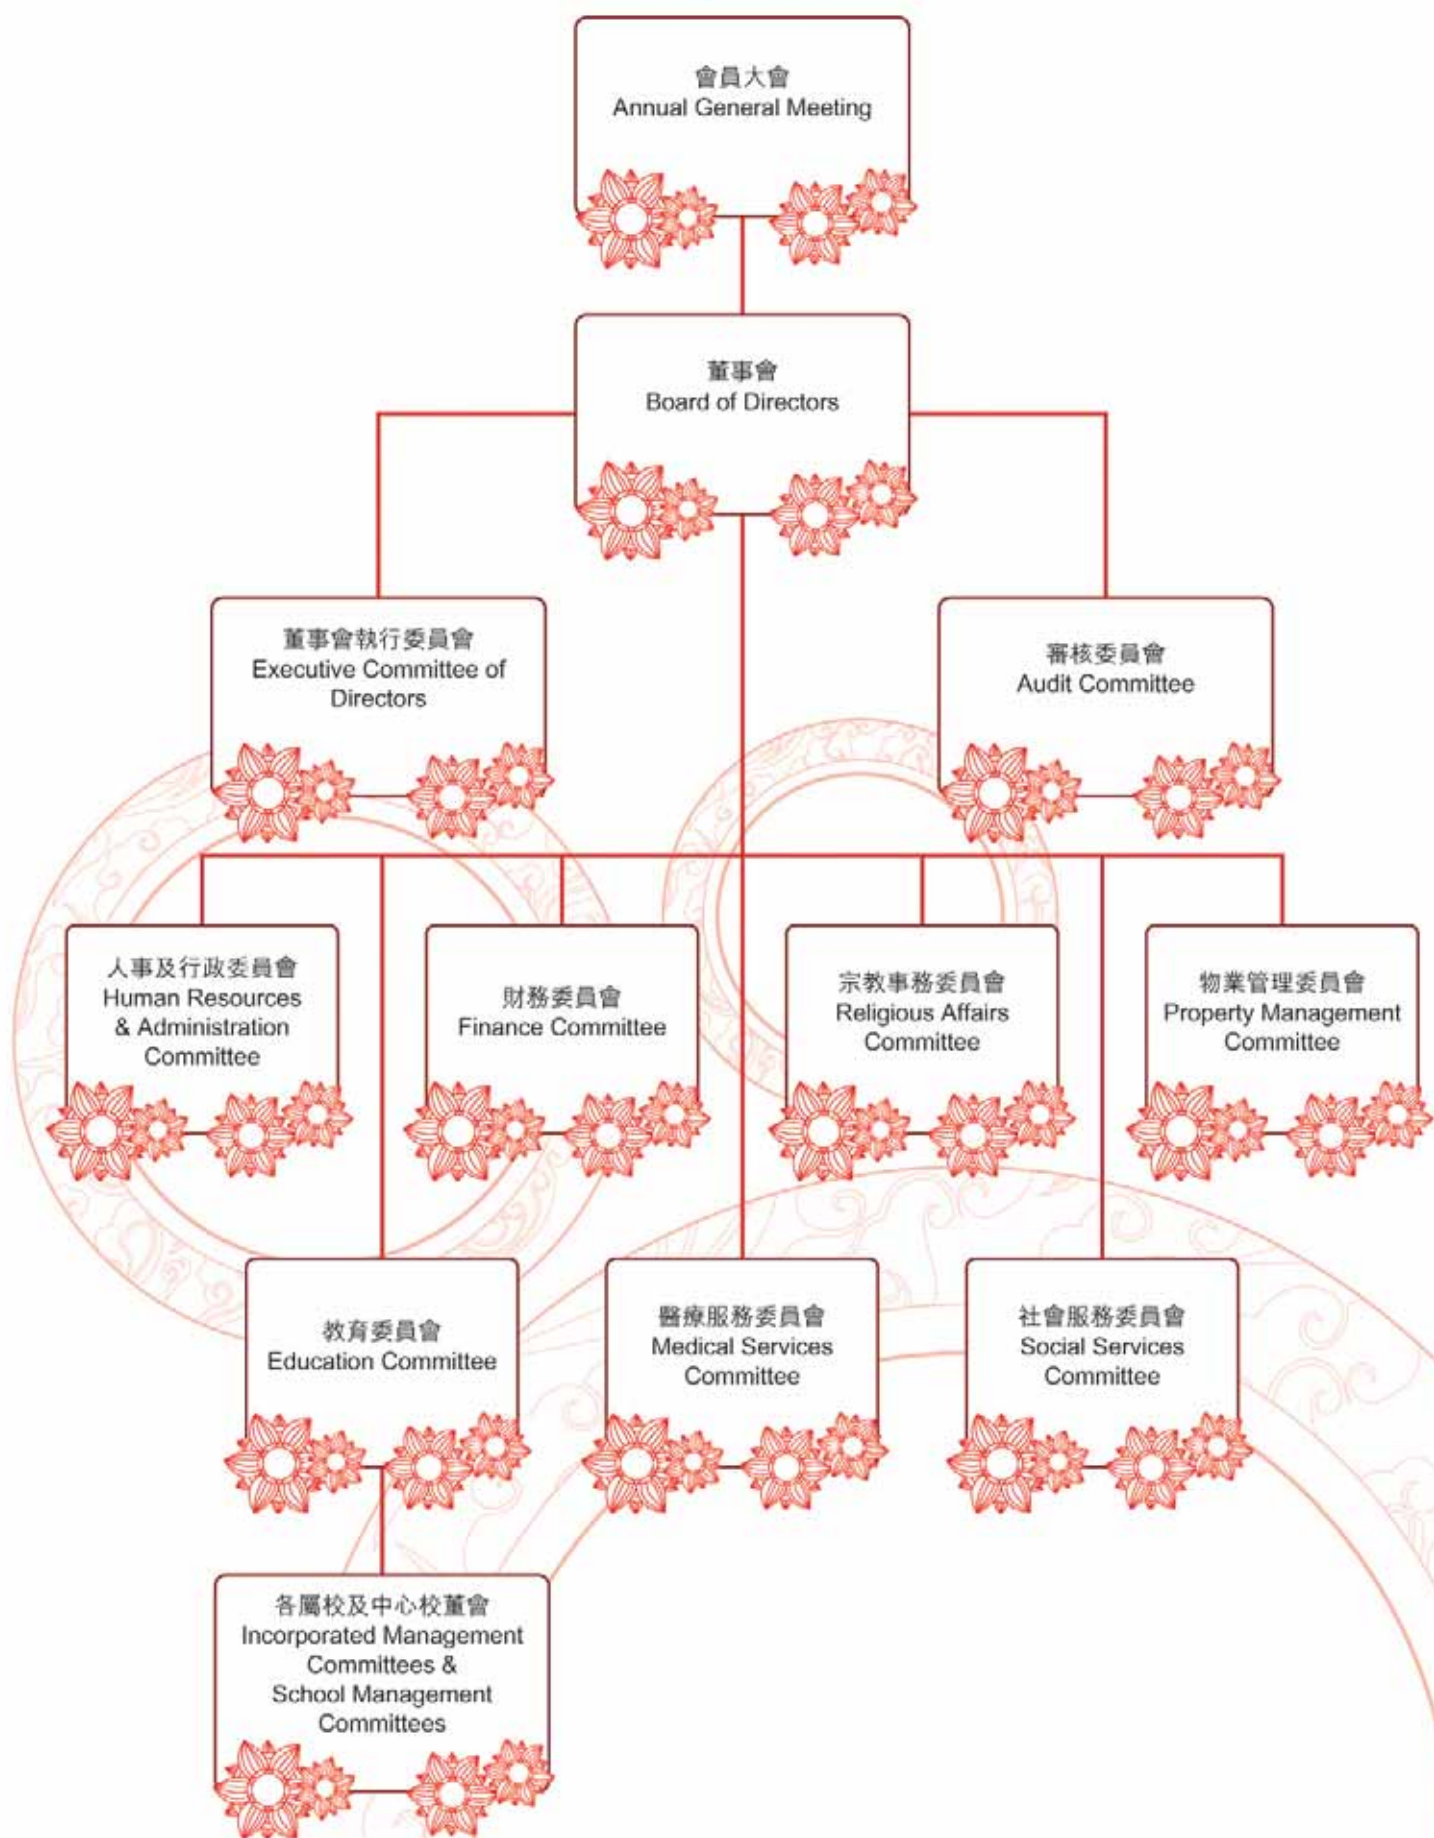 會員大會
Annual General Meeting
董事會
Board of Directors
董事會執行委員會
Executive Committee of
Directors
審核委員會
Audit Committee
人事及行政委員會
Human Resources
& Administration
Committee
財務委員會
Finance Committee
宗教事務委員會
Religious Affairs
Committee
物業管理委員會
Property Management
Committee
教育委員會
Education Committee
醫療服務委員會
Medical Services
Committee
社會服務委員會
Social Services
Committee
各屬校及中心校董會
Incorporated Management
Committees &
School Management
Committees